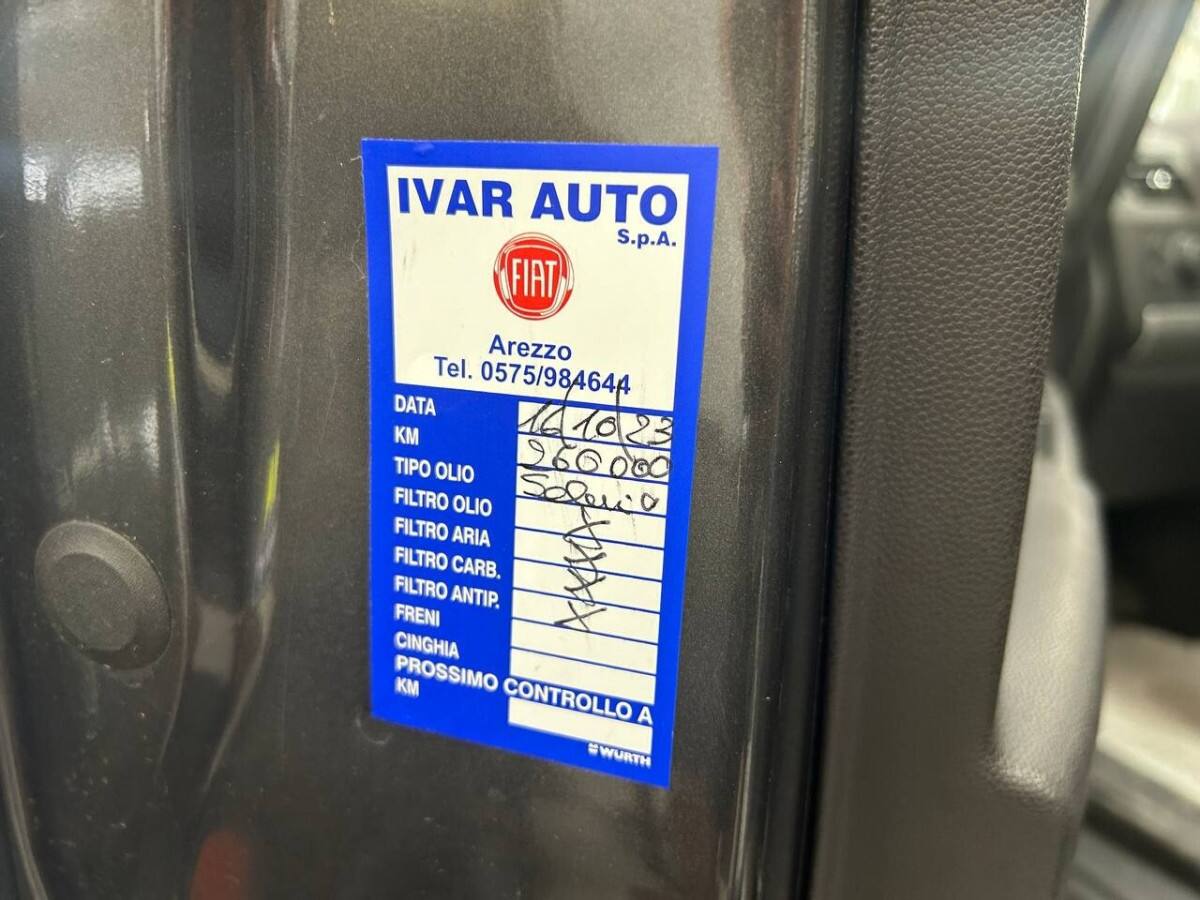 IVAR AUTO
S.p.A.
FIAT
Arezzo
Tel. 0575/984644
DATA 16/10/23
KM 260000
TIPO OLIO Selenia
FILTRO OLIO X
FILTRO ARIA X
FILTRO CARB. X
FILTRO ANTIP. X
FRENI
CINGHIA
PROSSIMO CONTROLLO A
KM
WÜRTH